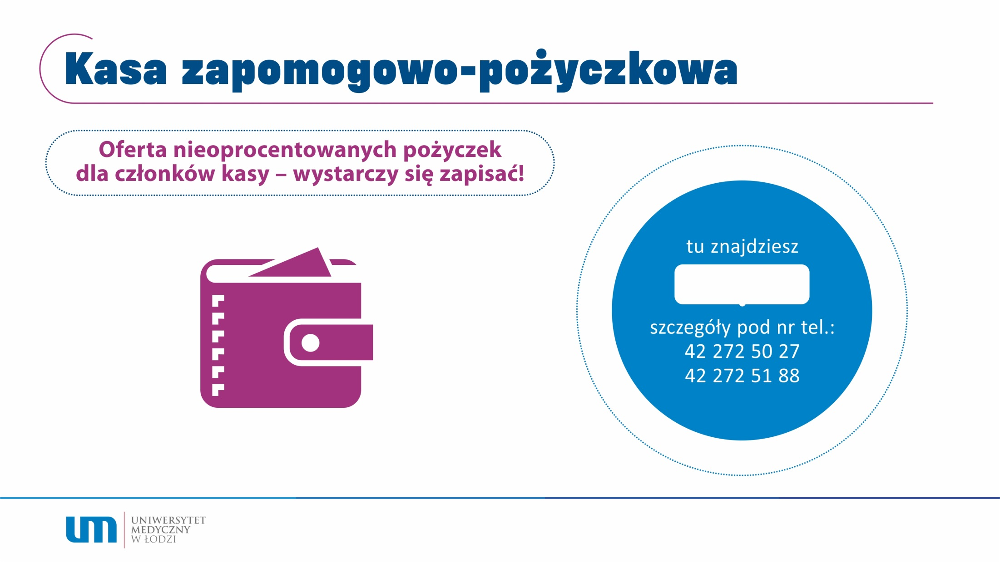 Kasa zapomogowo-pożyczkowa
Oferta nieoprocentowanych pożyczek
dla członków kasy – wystarczy się zapisać!
tu znajdziesz
szczegóły pod nr tel.:
42 272 50 27
42 272 51 88
um
UNIWERSYTET
MEDYCZNY
W ŁODZI